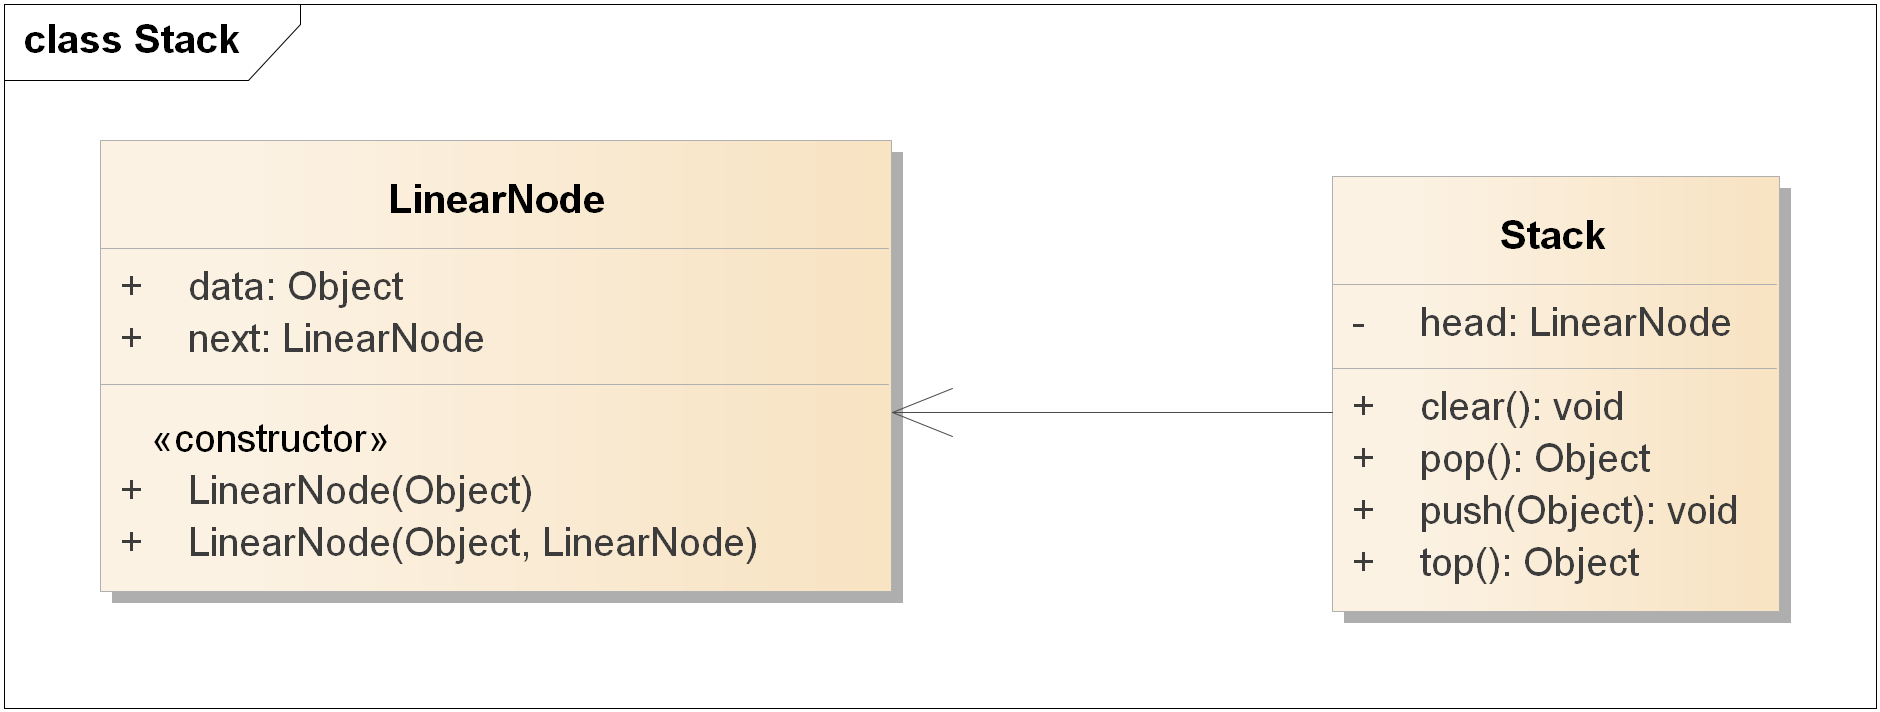 class Stack
LinearNode
+ data: Object
+ next: LinearNode
«constructor»
+ LinearNode(Object)
+ LinearNode(Object, LinearNode)
Stack
- head: LinearNode
+ clear(): void
+ pop(): Object
+ push(Object): void
+ top(): Object